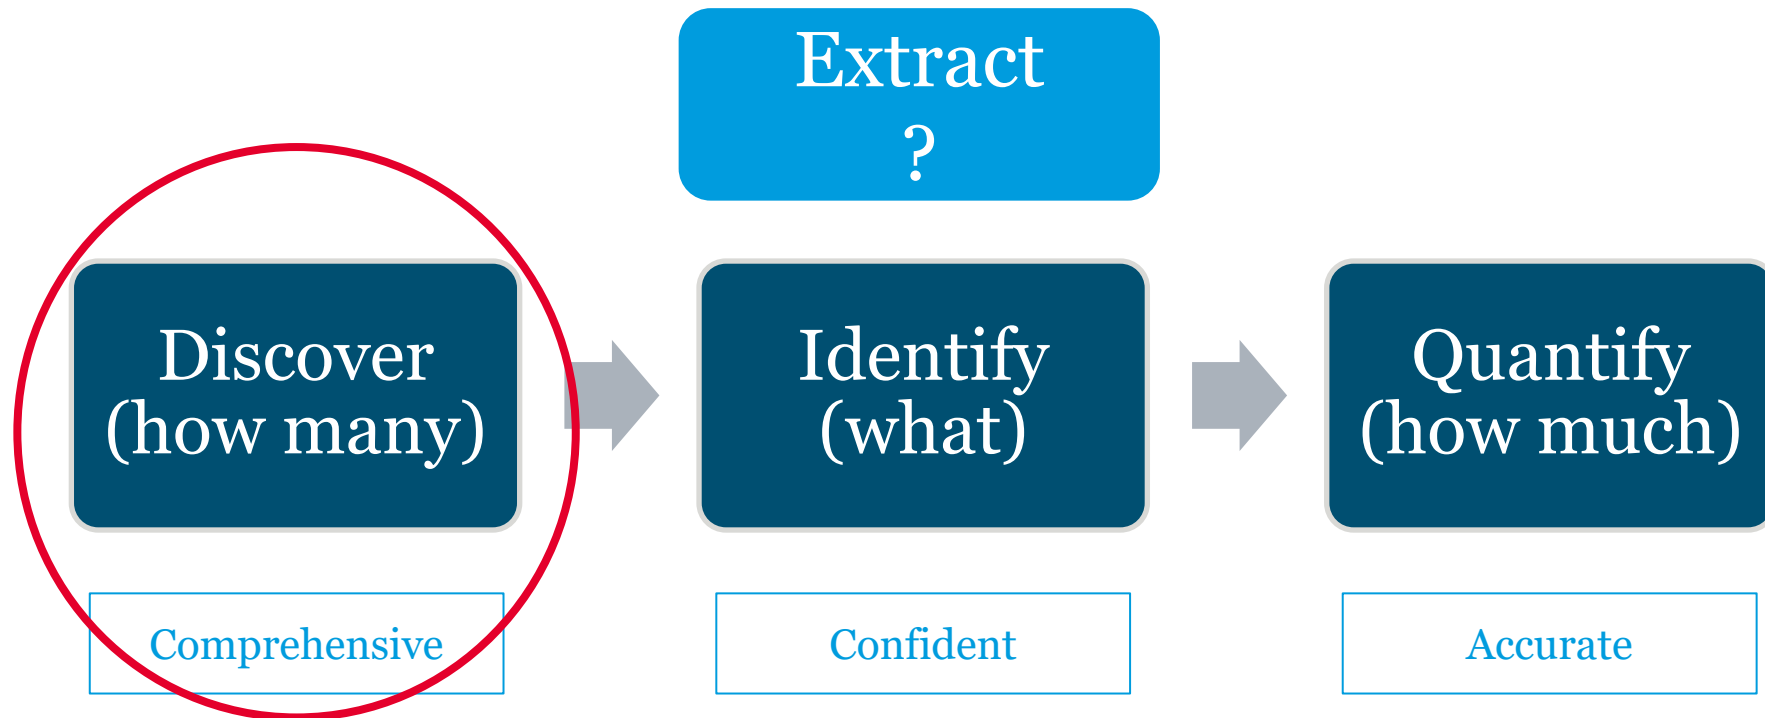 Extract
?
Discover
(how many)
Identify
(what)
Quantify
(how much)
Comprehensive
Confident
Accurate